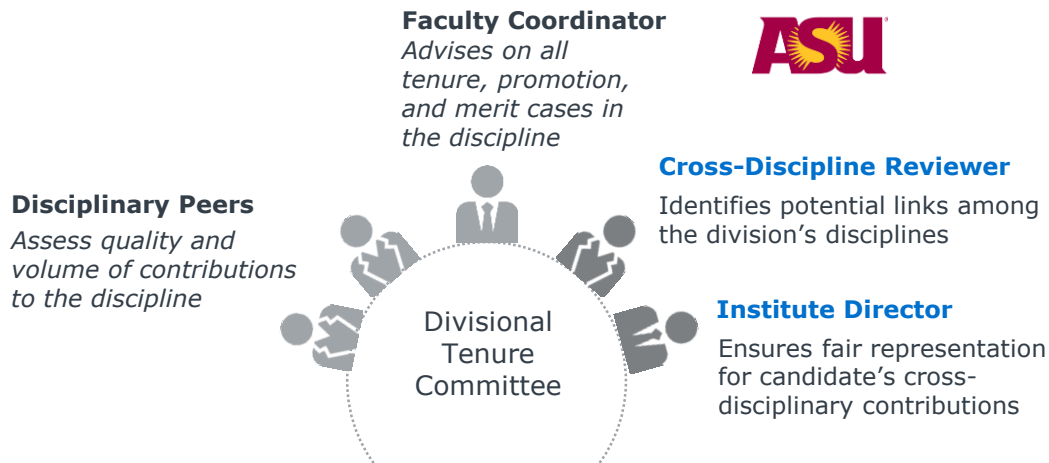 Faculty Coordinator
Advises on all
tenure, promotion,
and merit cases in
the discipline
ASU
Disciplinary Peers
Assess quality and
volume of contributions
to the discipline
Cross-Discipline Reviewer
Identifies potential links among
the division’s disciplines
Institute Director
Ensures fair representation
for candidate’s cross-
disciplinary contributions
Divisional
Tenure
Committee